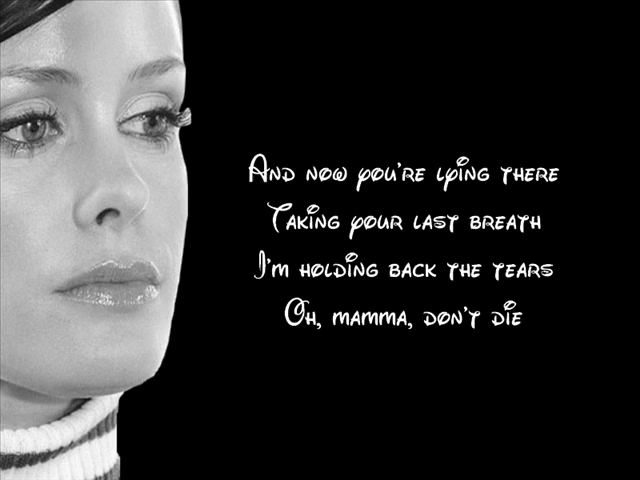 And now you're lying there
Taking your last breath
I'm holding back the tears
Oh, mamma, don't die